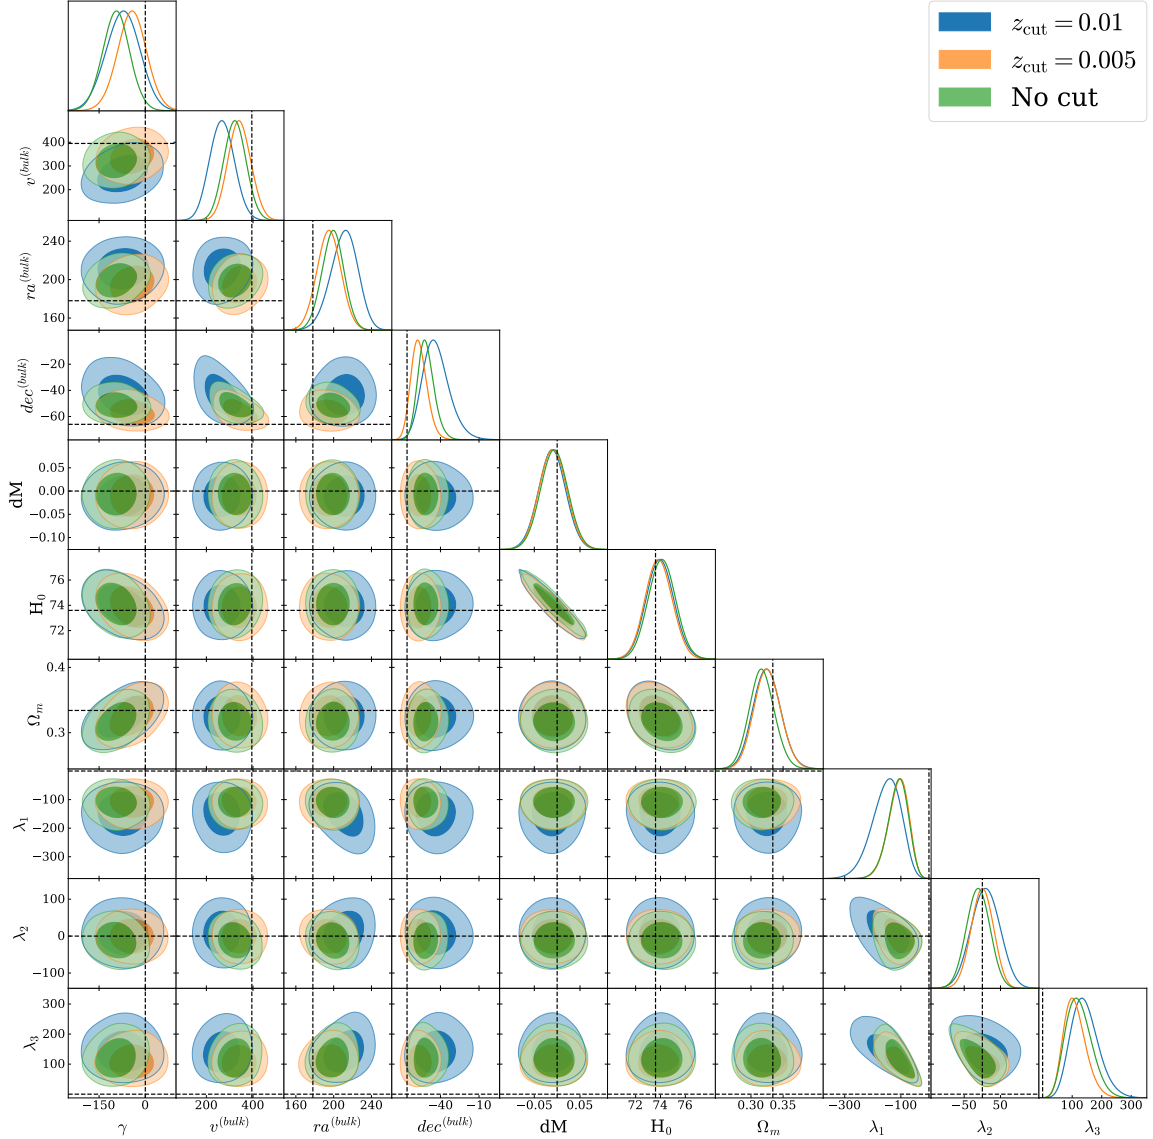 z_cut = 0.01
z_cut = 0.005
No cut
400
300
200
v^(bulk)
240
200
160
ra^(bulk)
−20
−40
−60
dec^(bulk)
0.05
0.00
−0.05
−0.10
dM
76
74
72
H_0
0.4
0.3
Ω_m
−100
−200
−300
λ_1
100
0
−100
λ_2
300
200
100
λ_3
−150 0 200 400 160 200 240 −40 −10 −0.05 0.05 72 74 76 0.30 0.35 −300 −100 −50 50 100 200 300
γ v^(bulk) ra^(bulk) dec^(bulk) dM H_0 Ω_m λ_1 λ_2 λ_3